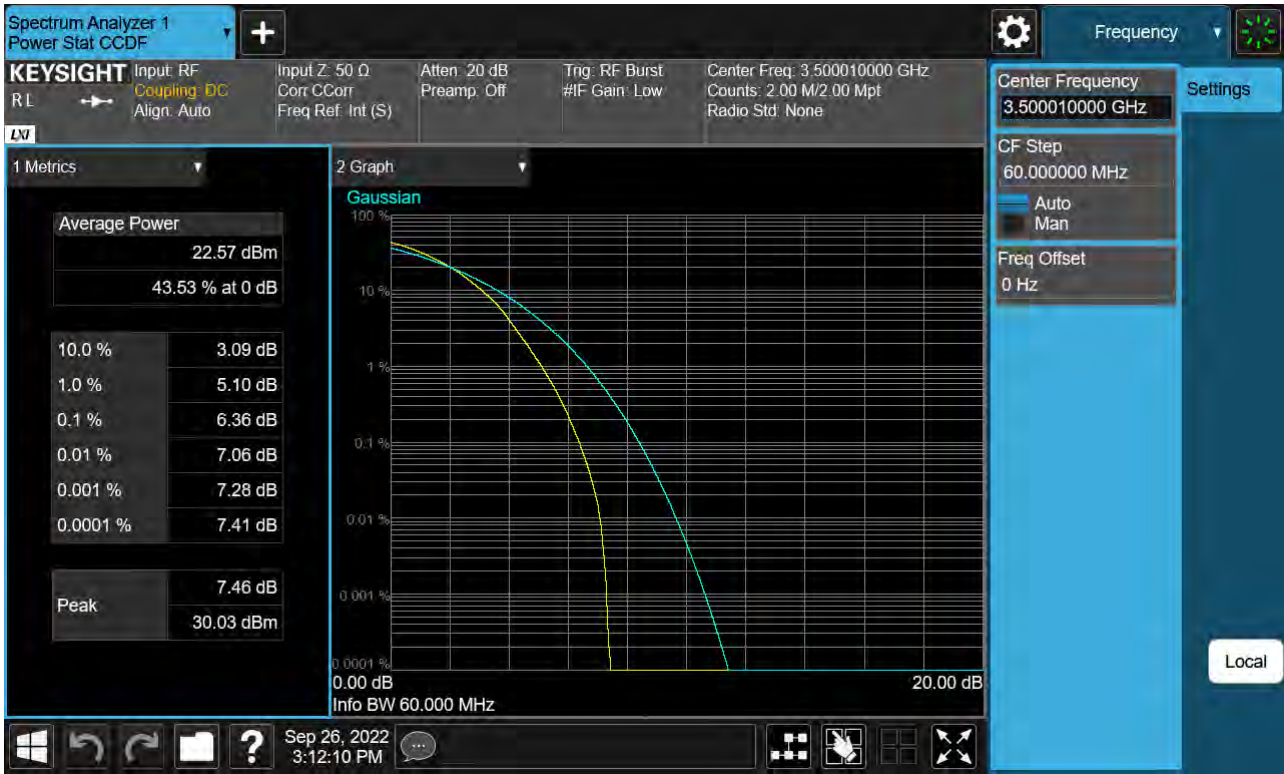 Spectrum Analyzer 1
Power Stat CCDF
+
Frequency
KEYSIGHT
RL
LXI
Input: RF
Coupling: DC
Align: Auto
Input Z: 50 Ω
Corr CCorr
Freq Ref: Int (S)
Atten: 20 dB
Preamp: Off
Trig: RF Burst
#IF Gain: Low
Center Freq: 3.500010000 GHz
Counts: 2.00 M/2.00 Mpt
Radio Std: None
Center Frequency
3.500010000 GHz
Settings
CF Step
60.000000 MHz
Auto
Man
Freq Offset
0 Hz
1 Metrics
Average Power
22.57 dBm
43.53 % at 0 dB
10.0 % 3.09 dB
1.0 % 5.10 dB
0.1 % 6.36 dB
0.01 % 7.06 dB
0.001 % 7.28 dB
0.0001 % 7.41 dB
Peak
7.46 dB
30.03 dBm
2 Graph
Gaussian
100 %
10 %
1 %
0.1 %
0.01 %
0.001 %
0.0001 %
0.00 dB 20.00 dB
Info BW 60.000 MHz
Local
?
Sep 26, 2022
3:12:10 PM